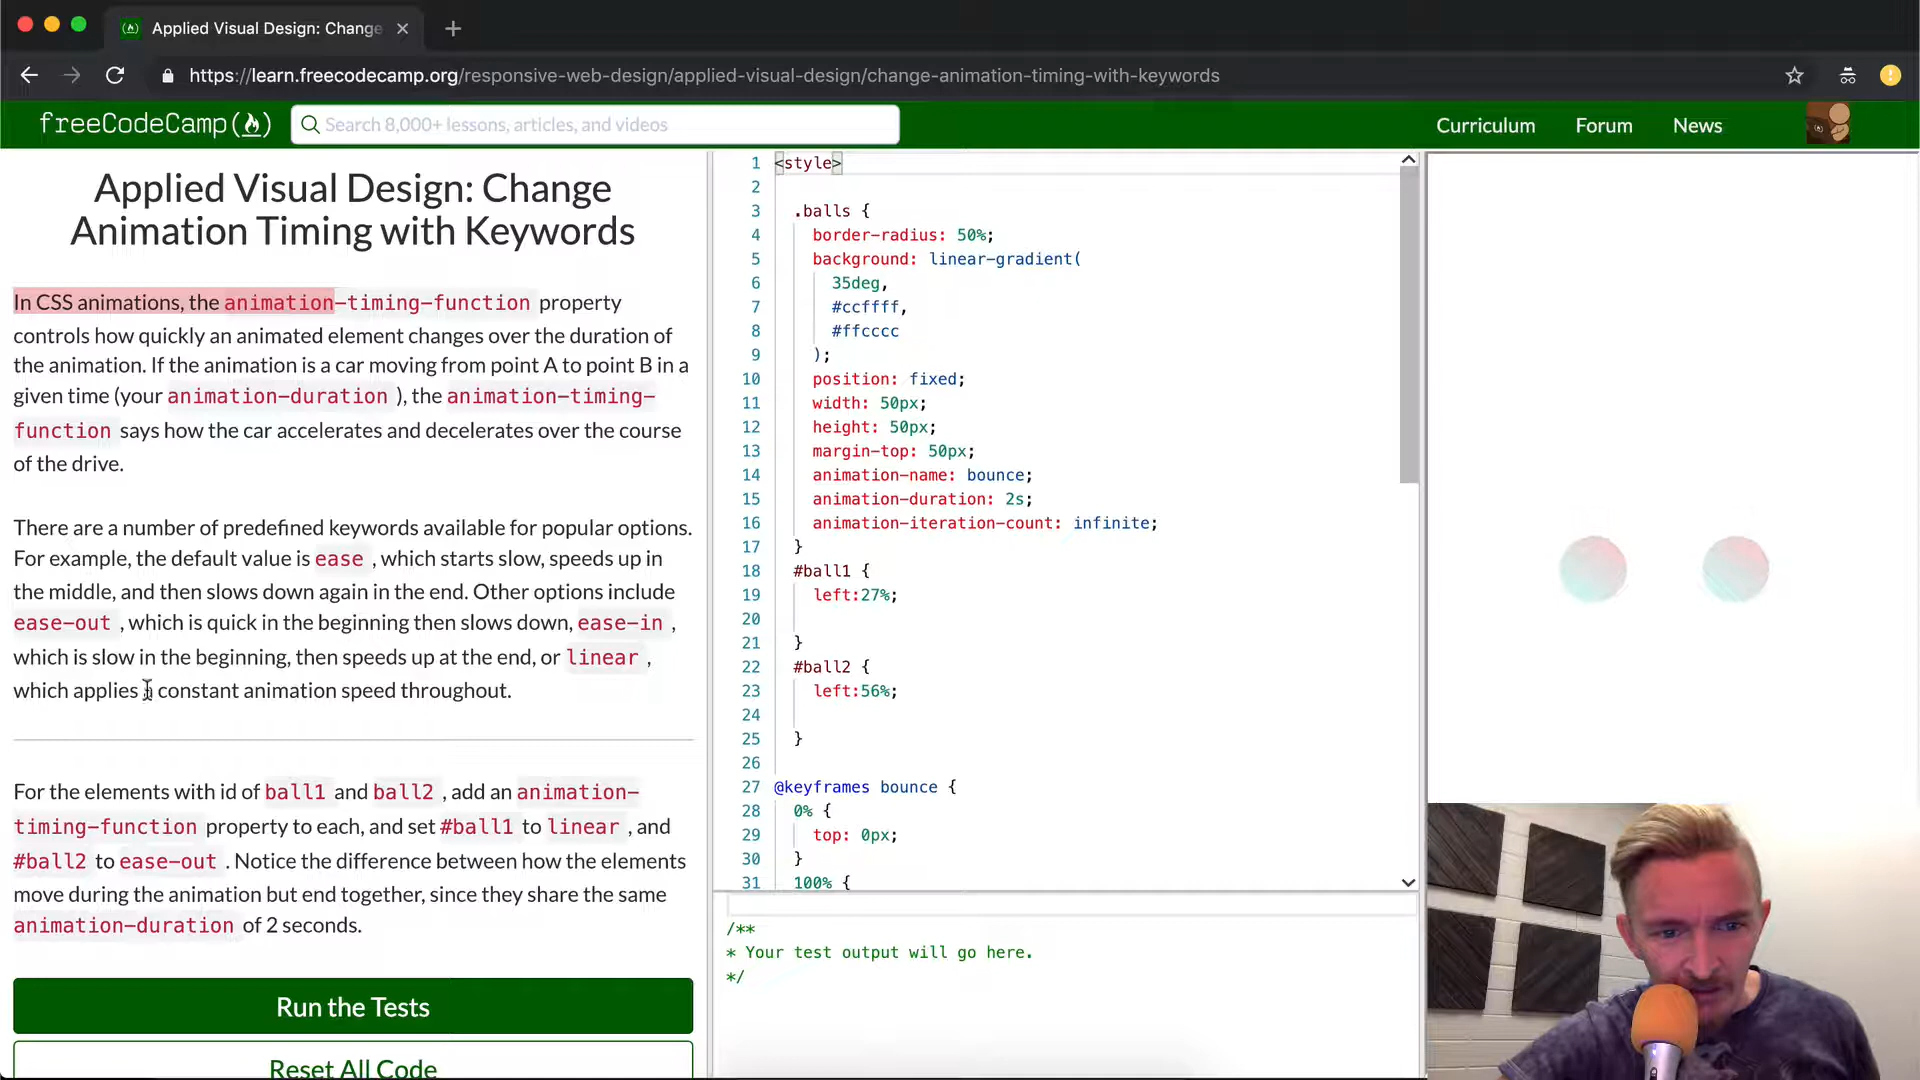 Applied Visual Design: Change
https://learn.freecodecamp.org/responsive-web-design/applied-visual-design/change-animation-timing-with-keywords
freeCodeCamp
Search 8,000+ lessons, articles, and videos
Curriculum
Forum
News
Applied Visual Design: Change
Animation Timing with Keywords
In CSS animations, the animation-timing-function property
controls how quickly an animated element changes over the duration of
the animation. If the animation is a car moving from point A to point B in a
given time (your animation-duration ), the animation-timing-
function says how the car accelerates and decelerates over the course
of the drive.
There are a number of predefined keywords available for popular options.
For example, the default value is ease , which starts slow, speeds up in
the middle, and then slows down again in the end. Other options include
ease-out , which is quick in the beginning then slows down, ease-in ,
which is slow in the beginning, then speeds up at the end, or linear ,
which applies a constant animation speed throughout.
For the elements with id of ball1 and ball2 , add an animation-
timing-function property to each, and set #ball1 to linear , and
#ball2 to ease-out . Notice the difference between how the elements
move during the animation but end together, since they share the same
animation-duration of 2 seconds.
Run the Tests
Reset All Code
1 <style>
2
3 .balls {
4 border-radius: 50%;
5 background: linear-gradient(
6 35deg,
7 #ccffff,
8 #ffcccc
9 );
10 position: fixed;
11 width: 50px;
12 height: 50px;
13 margin-top: 50px;
14 animation-name: bounce;
15 animation-duration: 2s;
16 animation-iteration-count: infinite;
17 }
18 #ball1 {
19 left:27%;
20
21 }
22 #ball2 {
23 left:56%;
24
25 }
26
27 @keyframes bounce {
28 0% {
29 top: 0px;
30 }
31 100% {
/**
* Your test output will go here.
*/